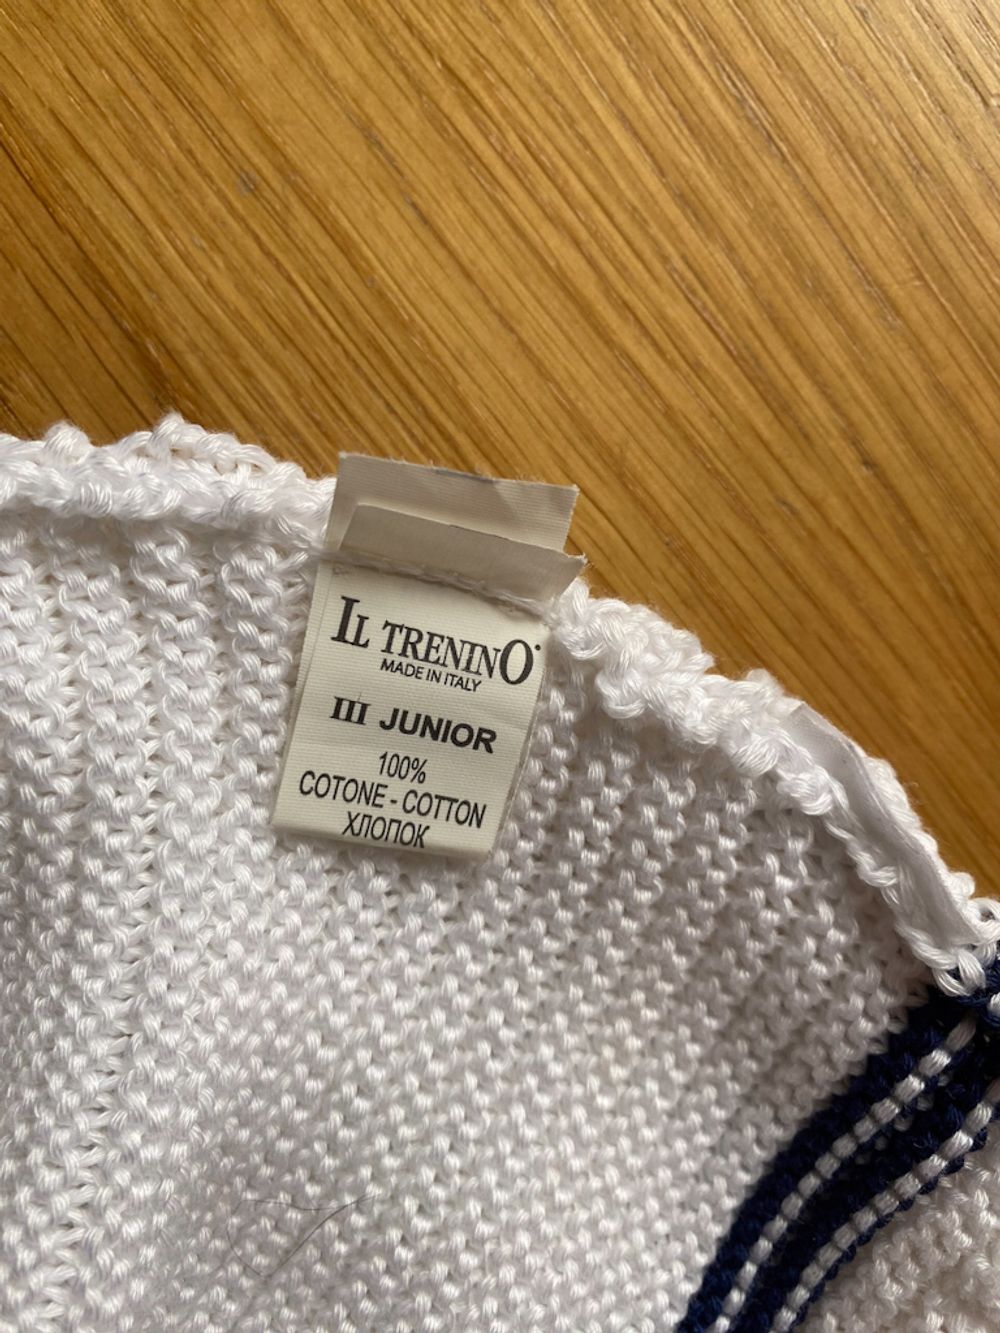 IL TRENINO
MADE IN ITALY
III JUNIOR
100%
COTONE - COTTON
ХЛОПОК